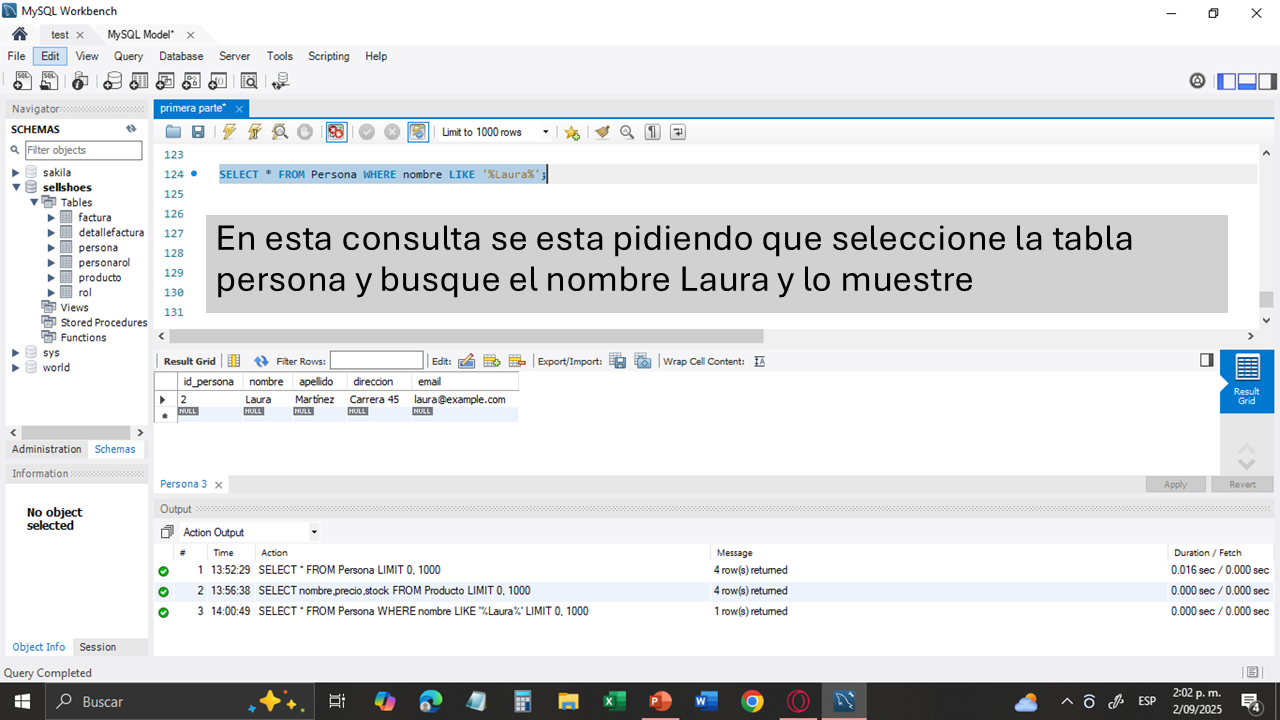 MySQL Workbench
test
MySQL Model*
File Edit View Query Database Server Tools Scripting Help
Navigator
SCHEMAS
Filter objects
sakila
sellshoes
Tables
factura
detallefactura
persona
personarol
producto
rol
Views
Stored Procedures
Functions
sys
world
Administration Schemas
Information
No object
selected
Object Info Session
primera parte*
Limit to 1000 rows
123
124 SELECT * FROM Persona WHERE nombre LIKE '%Laura%';
125
126
127
128
129
130
131
En esta consulta se esta pidiendo que seleccione la tabla
persona y busque el nombre Laura y lo muestre
Result Grid Filter Rows: Edit: Export/Import: Wrap Cell Content:
id_persona nombre apellido direccion email
2 Laura Martínez Carrera 45 laura@example.com
NULL NULL NULL NULL NULL
Result
Grid
Persona 3
Apply Revert
Output
Action Output
# Time Action Message Duration / Fetch
1 13:52:29 SELECT * FROM Persona LIMIT 0, 1000 4 row(s) returned 0.016 sec / 0.000 sec
2 13:56:38 SELECT nombre,precio,stock FROM Producto LIMIT 0, 1000 4 row(s) returned 0.000 sec / 0.000 sec
3 14:00:49 SELECT * FROM Persona WHERE nombre LIKE '%Laura%' LIMIT 0, 1000 1 row(s) returned 0.000 sec / 0.000 sec
Query Completed
Buscar
ESP
2:02 p. m.
2/09/2025
4